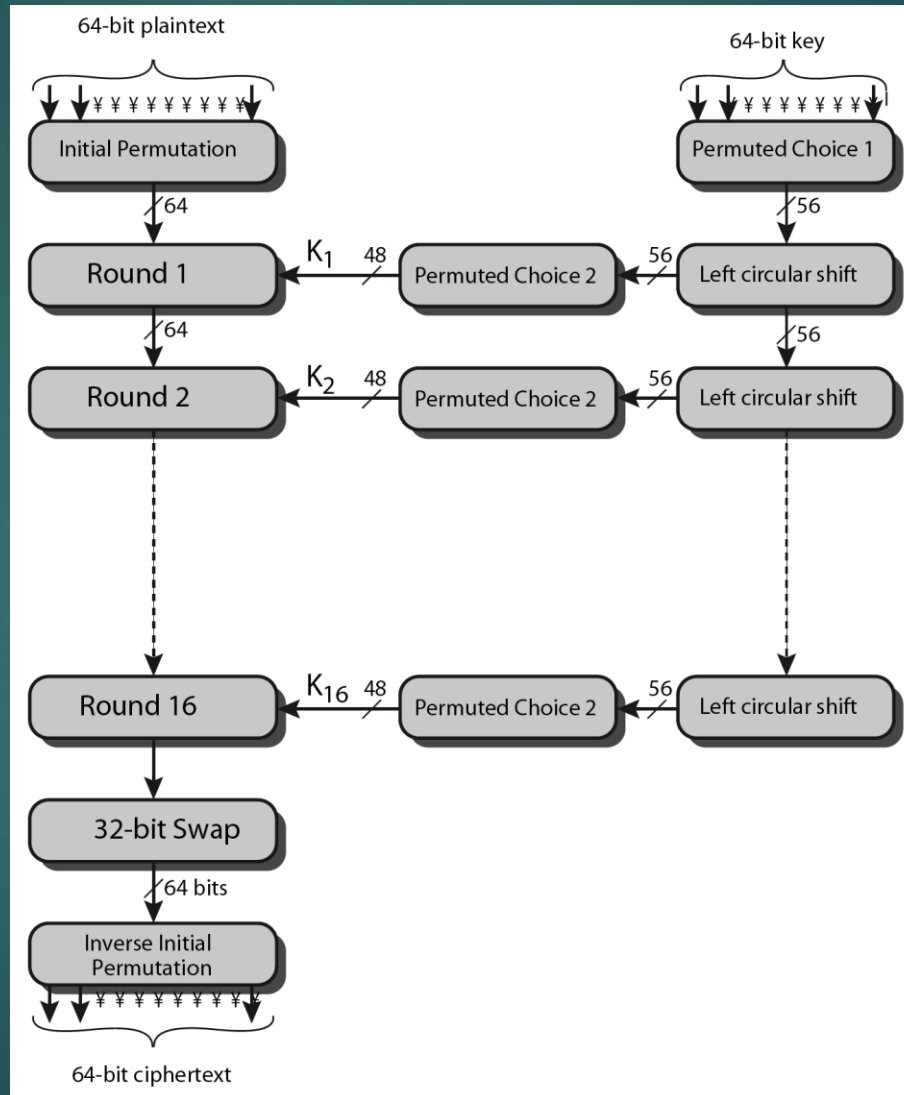 64-bit plaintext
64-bit key
¥ ¥ ¥ ¥ ¥ ¥ ¥ ¥ ¥
¥ ¥ ¥ ¥ ¥ ¥ ¥ ¥
Initial Permutation
Permuted Choice 1
64
56
Round 1
K1
48
Permuted Choice 2
56
Left circular shift
64
56
Round 2
K2
48
Permuted Choice 2
56
Left circular shift
Round 16
K16
48
Permuted Choice 2
56
Left circular shift
32-bit Swap
64 bits
Inverse Initial
Permutation
¥ ¥ ¥ ¥ ¥ ¥ ¥ ¥ ¥
64-bit ciphertext